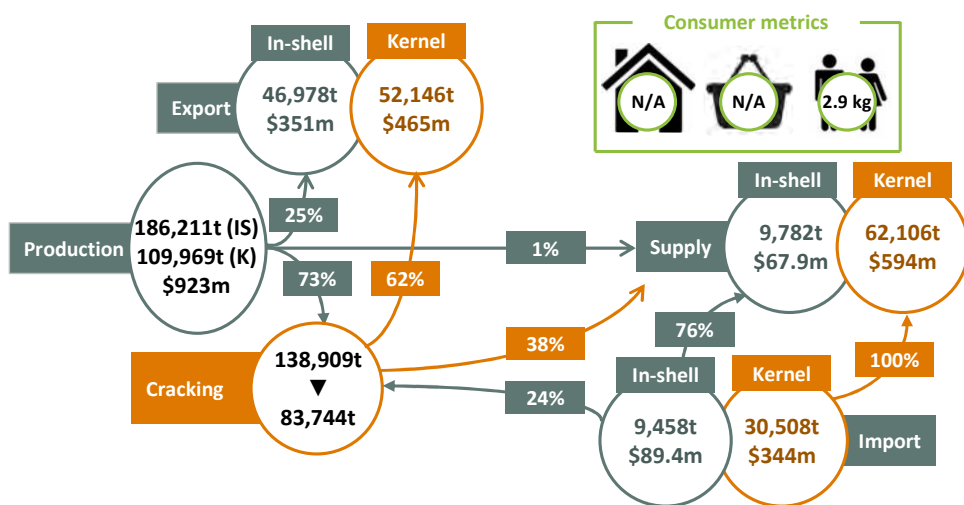 Consumer metrics
N/A
N/A
2.9 kg
In-shell
Kernel
Export
46,978t
$351m
52,146t
$465m
25%
Production
186,211t (IS)
109,969t (K)
$923m
1%
73%
62%
In-shell
Kernel
Supply
9,782t
$67.9m
62,106t
$594m
38%
76%
100%
Cracking
138,909t
▼
83,744t
24%
In-shell
Kernel
9,458t
$89.4m
30,508t
$344m
Import